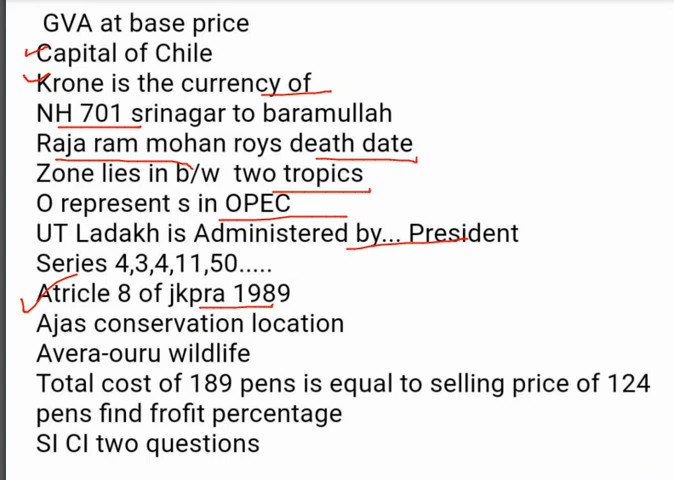 GVA at base price
Capital of Chile
Krone is the currency of
NH 701 srinagar to baramullah
Raja ram mohan roys death date
Zone lies in b/w two tropics
O represent s in OPEC
UT Ladakh is Administered by... President
Series 4,3,4,11,50.....
Atricle 8 of jkpra 1989
Ajas conservation location
Avera-ouru wildlife
Total cost of 189 pens is equal to selling price of 124
pens find frofit percentage
SI CI two questions